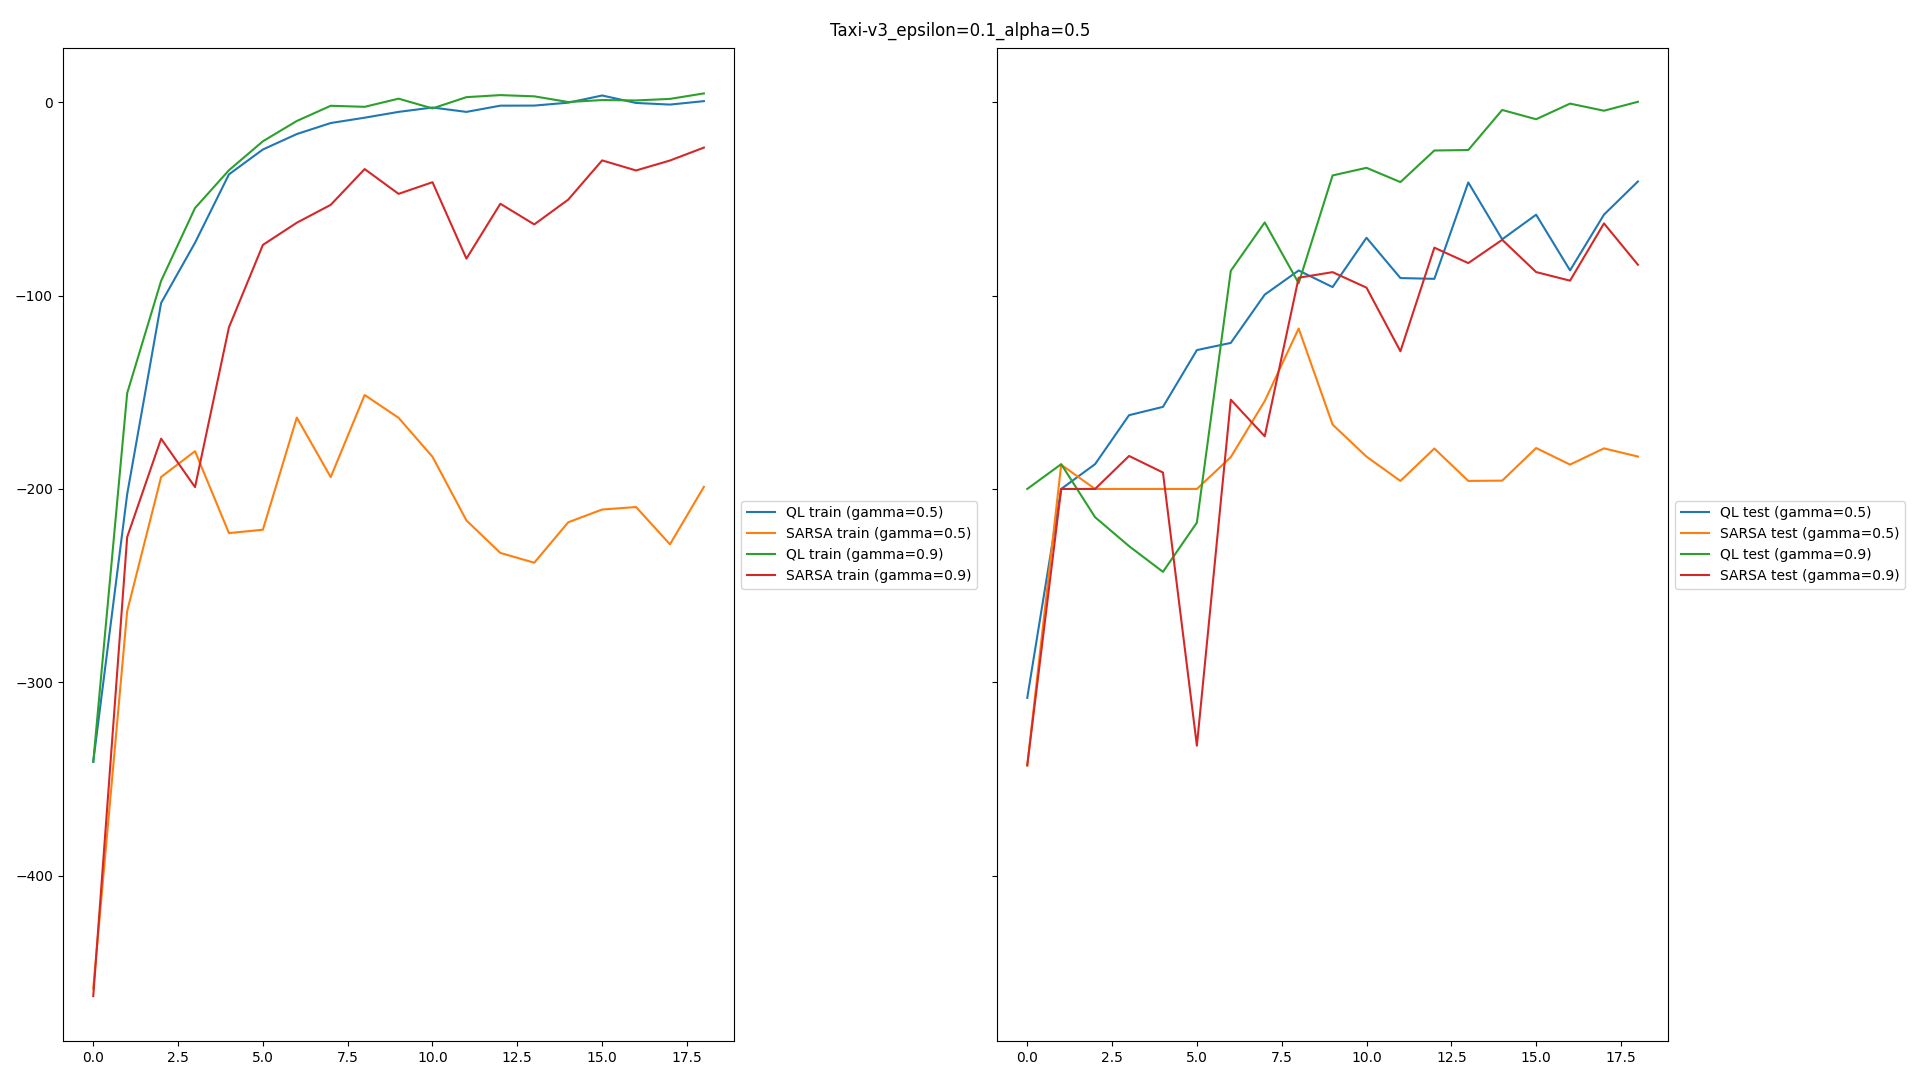 Taxi-v3_epsilon=0.1_alpha=0.5
0
−100
−200
−300
−400
0.0 2.5 5.0 7.5 10.0 12.5 15.0 17.5
QL train (gamma=0.5)
SARSA train (gamma=0.5)
QL train (gamma=0.9)
SARSA train (gamma=0.9)
0.0 2.5 5.0 7.5 10.0 12.5 15.0 17.5
QL test (gamma=0.5)
SARSA test (gamma=0.5)
QL test (gamma=0.9)
SARSA test (gamma=0.9)